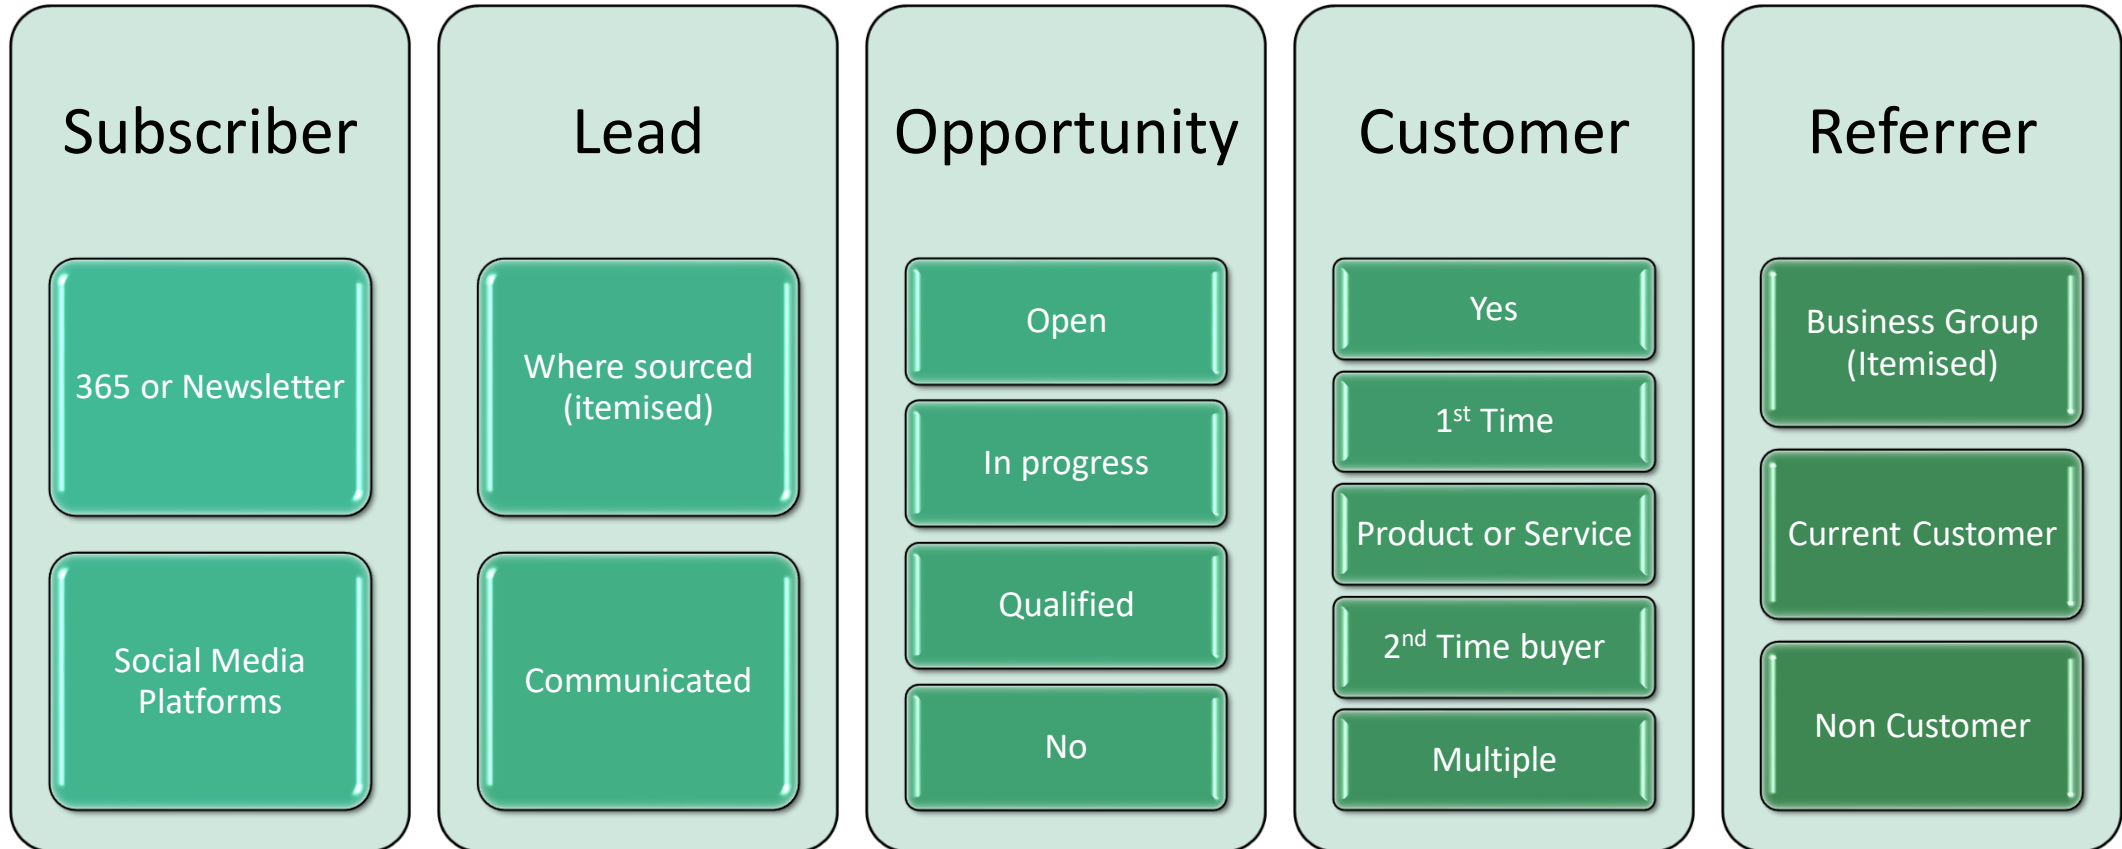 Subscriber
365 or Newsletter
Social Media
Platforms
Lead
Where sourced
(itemised)
Communicated
Opportunity
Open
In progress
Qualified
No
Customer
Yes
1st Time
Product or Service
2nd Time buyer
Multiple
Referrer
Business Group
(Itemised)
Current Customer
Non Customer